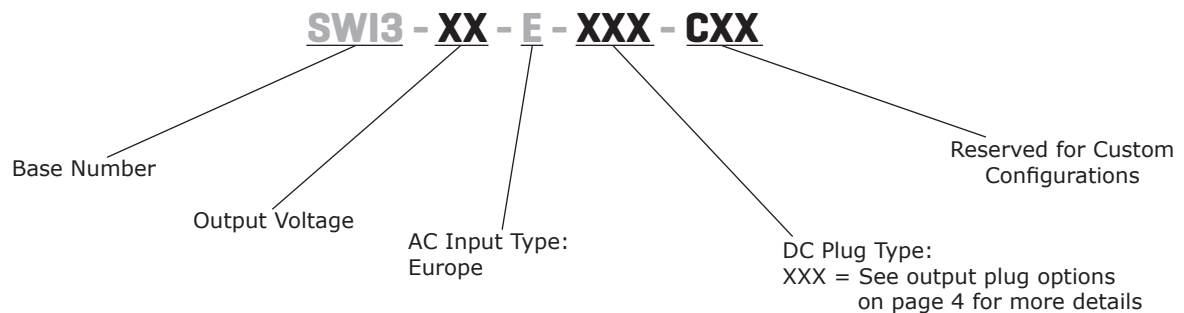 SWI3 - XX - E - XXX - CXX
Base Number
Output Voltage
AC Input Type:
Europe
DC Plug Type:
XXX = See output plug options
on page 4 for more details
Reserved for Custom
Configurations